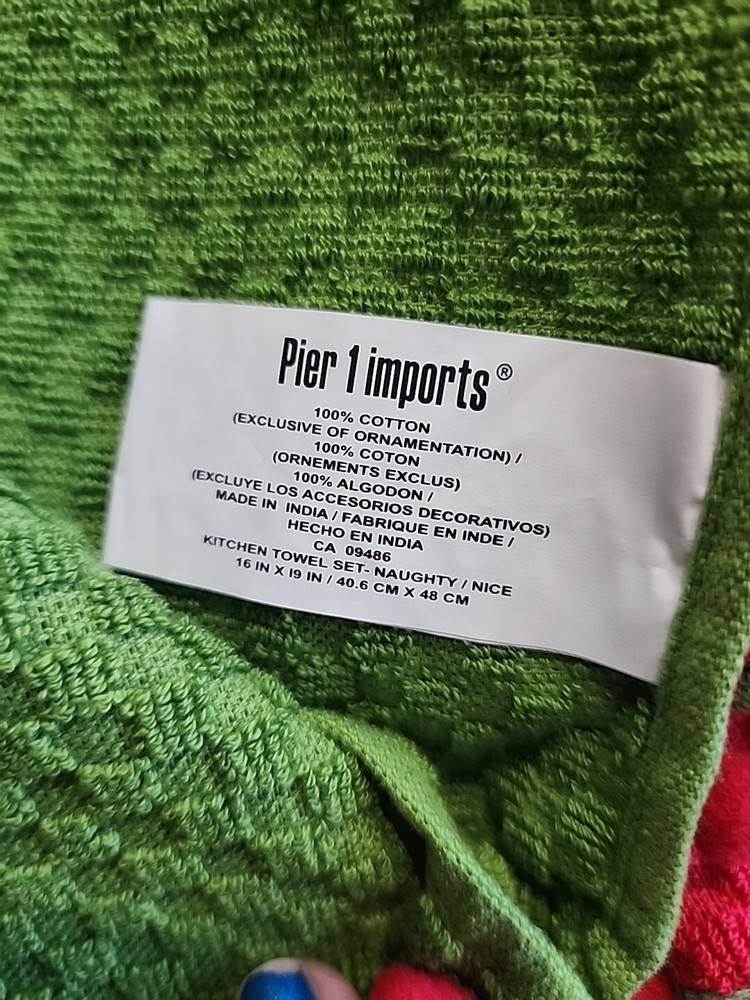 Pier 1 imports®
100% COTTON
(EXCLUSIVE OF ORNAMENTATION) /
100% COTON
(ORNEMENTS EXCLUS)
100% ALGODON /
(EXCLUYE LOS ACCESORIOS DECORATIVOS)
MADE IN INDIA / FABRIQUE EN INDE /
HECHO EN INDIA
CA 09486
KITCHEN TOWEL SET- NAUGHTY / NICE
16 IN X I9 IN / 40.6 CM X 48 CM